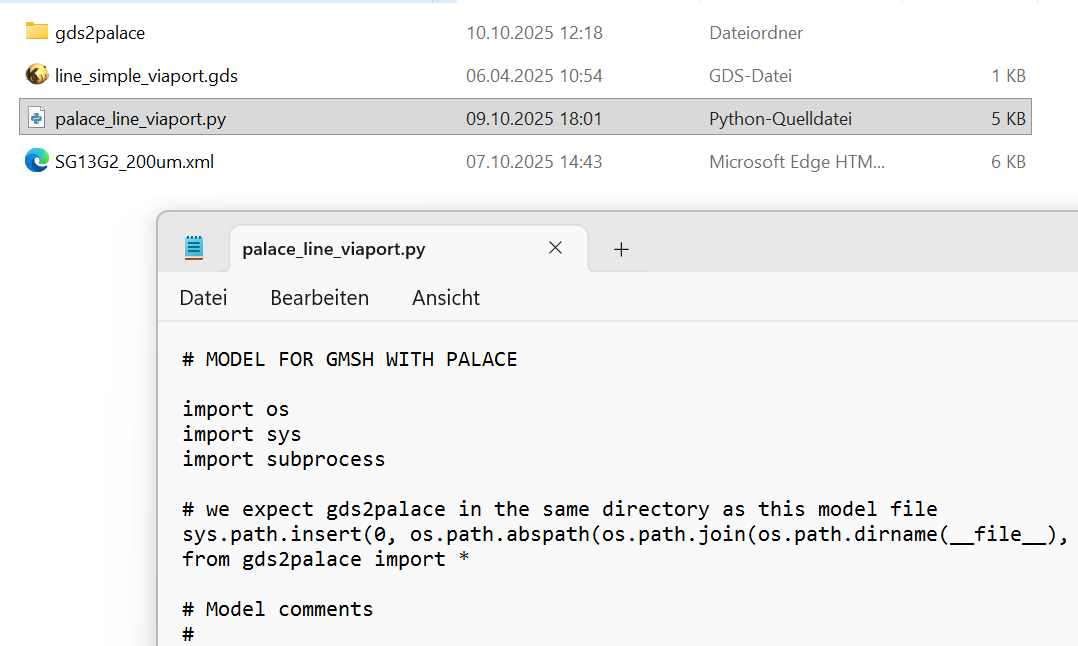 gds2palace 10.10.2025 12:18 Dateiordner
line_simple_viaport.gds 06.04.2025 10:54 GDS-Datei 1 KB
palace_line_viaport.py 09.10.2025 18:01 Python-Quelldatei 5 KB
SG13G2_200um.xml 07.10.2025 14:43 Microsoft Edge HTM... 6 KB
palace_line_viaport.py
Datei Bearbeiten Ansicht
# MODEL FOR GMSH WITH PALACE
import os
import sys
import subprocess
# we expect gds2palace in the same directory as this model file
sys.path.insert(0, os.path.abspath(os.path.join(os.path.dirname(__file__),
from gds2palace import *
# Model comments
#